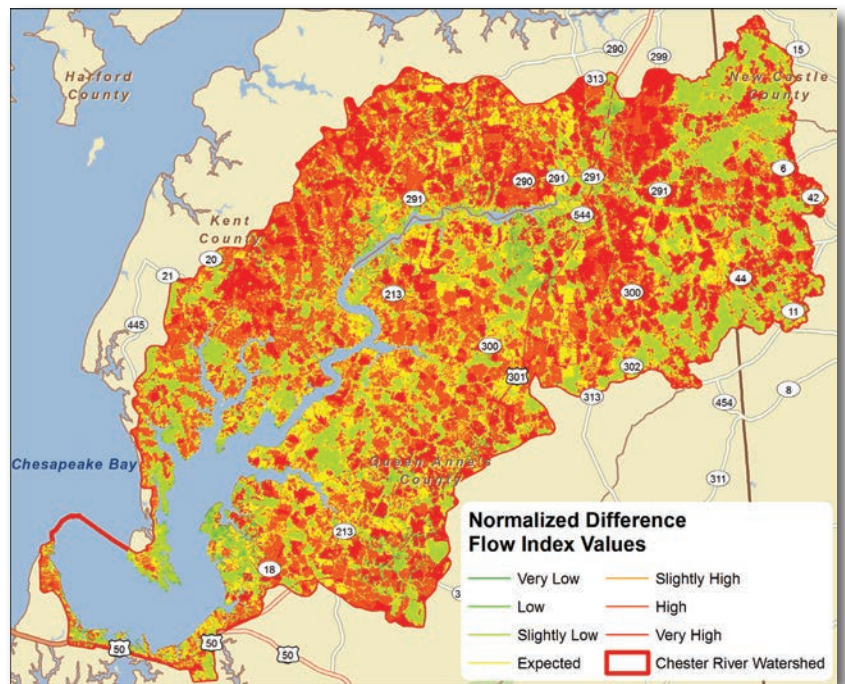 Harford
County
290
299
15
313
New Castle
County
291
290
291
291
291
6
42
544
Kent
County
20
21
213
300
44
445
11
300
302
301
313
8
454
311
Chesapeake Bay
Queen Anne's
County
213
18
50
50
50
Normalized Difference
Flow Index Values
Very Low
Low
Slightly Low
Expected
Slightly High
High
Very High
Chester River Watershed